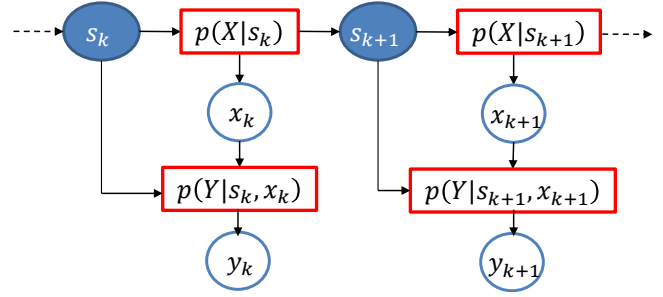 s_k p(X|s_k) s_{k+1} p(X|s_{k+1})
x_k x_{k+1}
p(Y|s_k, x_k) p(Y|s_{k+1}, x_{k+1})
y_k y_{k+1}